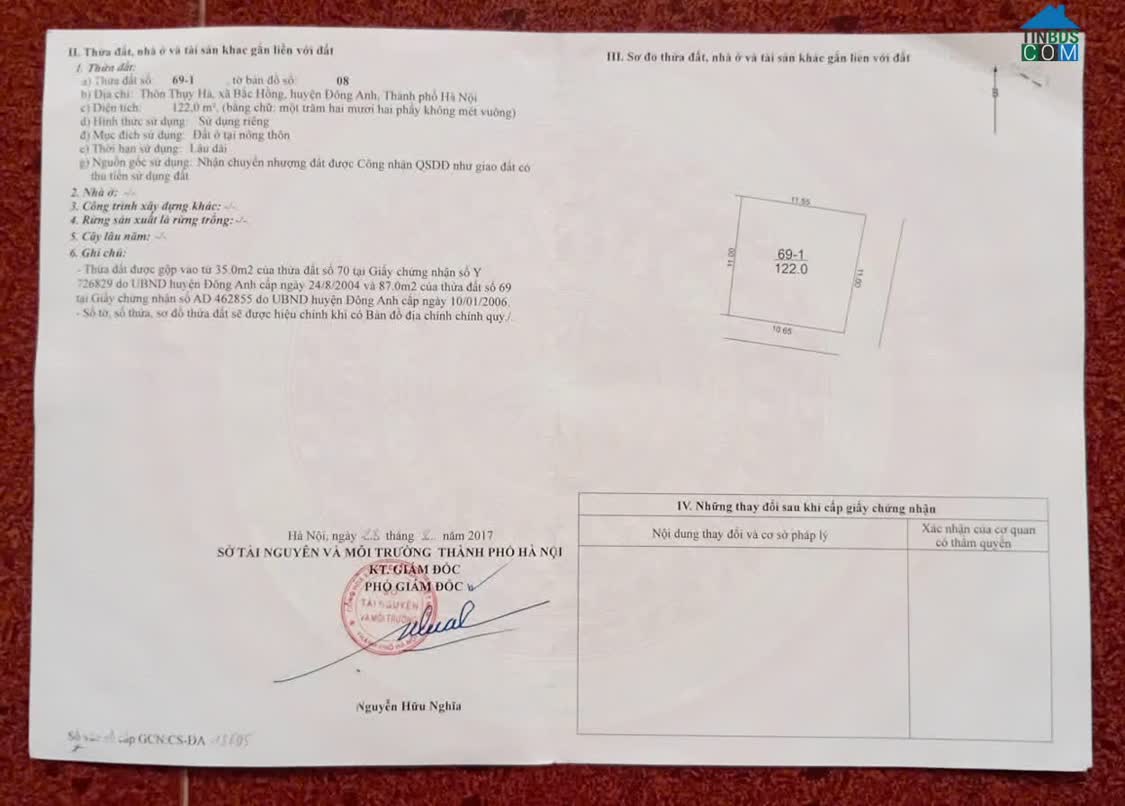 II. Thửa đất, nhà ở và tài sản khác gắn liền với đất
1. Thửa đất:
a) Thửa đất số: 69-1 , tờ bản đồ số: 08
b) Địa chỉ: Thôn Thụy Hà, xã Bắc Hồng, huyện Đông Anh, Thành phố Hà Nội
c) Diện tích: 122.0 m², (bằng chữ: một trăm hai mươi hai phẩy không mét vuông)
d) Hình thức sử dụng: Sử dụng riêng
đ) Mục đích sử dụng: Đất ở tại nông thôn
e) Thời hạn sử dụng: Lâu dài
g) Nguồn gốc sử dụng: Nhận chuyển nhượng đất được Công nhận QSDĐ như giao đất có
thu tiền sử dụng đất
2. Nhà ở: -/-
3. Công trình xây dựng khác: -/-
4. Rừng sản xuất là rừng trồng: -/-
5. Cây lâu năm: -/-
6. Ghi chú:
- Thửa đất được gộp vào từ 35.0m2 của thửa đất số 70 tại Giấy chứng nhận số Y
726829 do UBND huyện Đông Anh cấp ngày 24/8/2004 và 87.0m2 của thửa đất số 69
tại Giấy chứng nhận số AD 462855 do UBND huyện Đông Anh cấp ngày 10/01/2006.
- Số tờ, số thửa, sơ đồ thửa đất sẽ được hiệu chỉnh khi có Bản đồ địa chính chính quy./.
Hà Nội, ngày 28 tháng 2 năm 2017
SỞ TÀI NGUYÊN VÀ MÔI TRƯỜNG THÀNH PHỐ HÀ NỘI
KT. GIÁM ĐỐC
PHÓ GIÁM ĐỐC
TÀI NGUYÊN
VÀ MÔI TRƯỜNG
Nguyễn Hữu Nghĩa
Số vào sổ cấp GCN:CS-ĐA
TINBDS
COM
III. Sơ đồ thửa đất, nhà ở và tài sản khác gắn liền với đất
B
11.55
11.00
69-1
122.0
11.00
10.65
IV. Những thay đổi sau khi cấp giấy chứng nhận
Nội dung thay đổi và cơ sở pháp lý
Xác nhận của cơ quan
có thẩm quyền